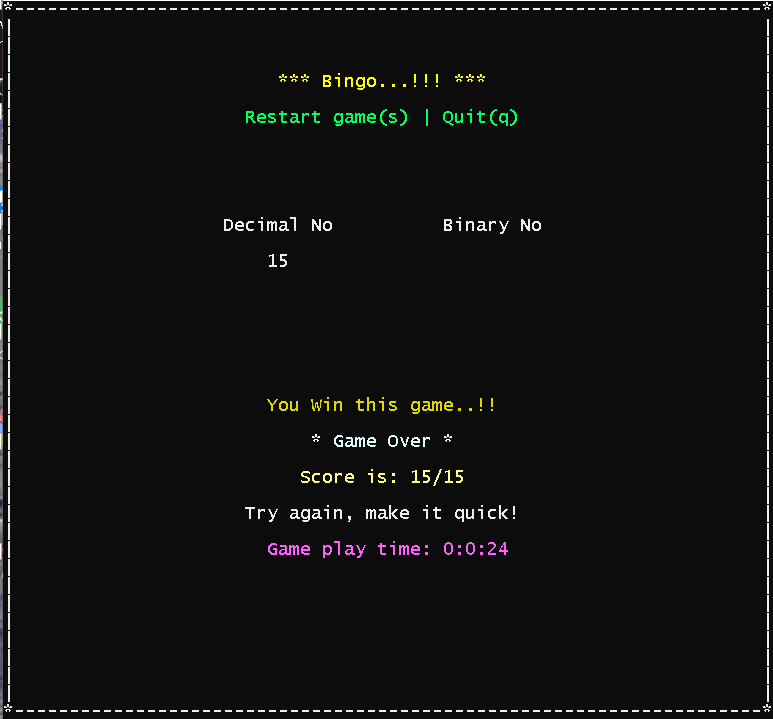 *** Bingo...!!! ***
Restart game(s) | Quit(q)
Decimal No Binary No
15
You Win this game..!!
* Game Over *
Score is: 15/15
Try again, make it quick!
Game play time: 0:0:24